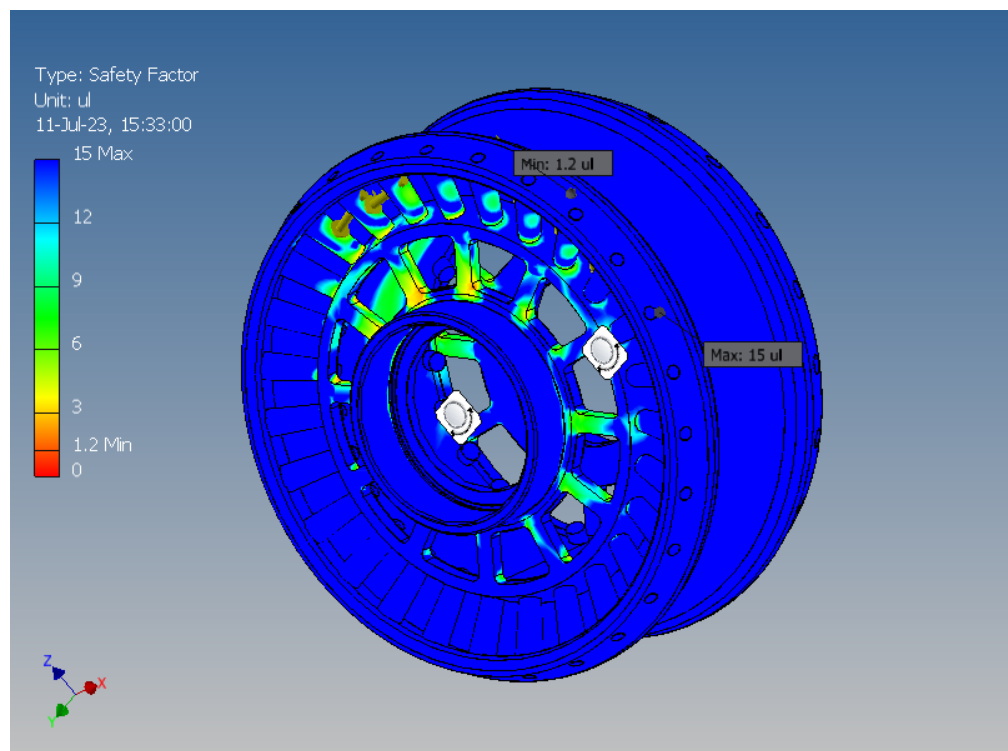 Type: Safety Factor
Unit: ul
11-Jul-23, 15:33:00
15 Max
12
9
6
3
1.2 Min
0
Min: 1.2 ul
Max: 15 ul
Z
X
Y